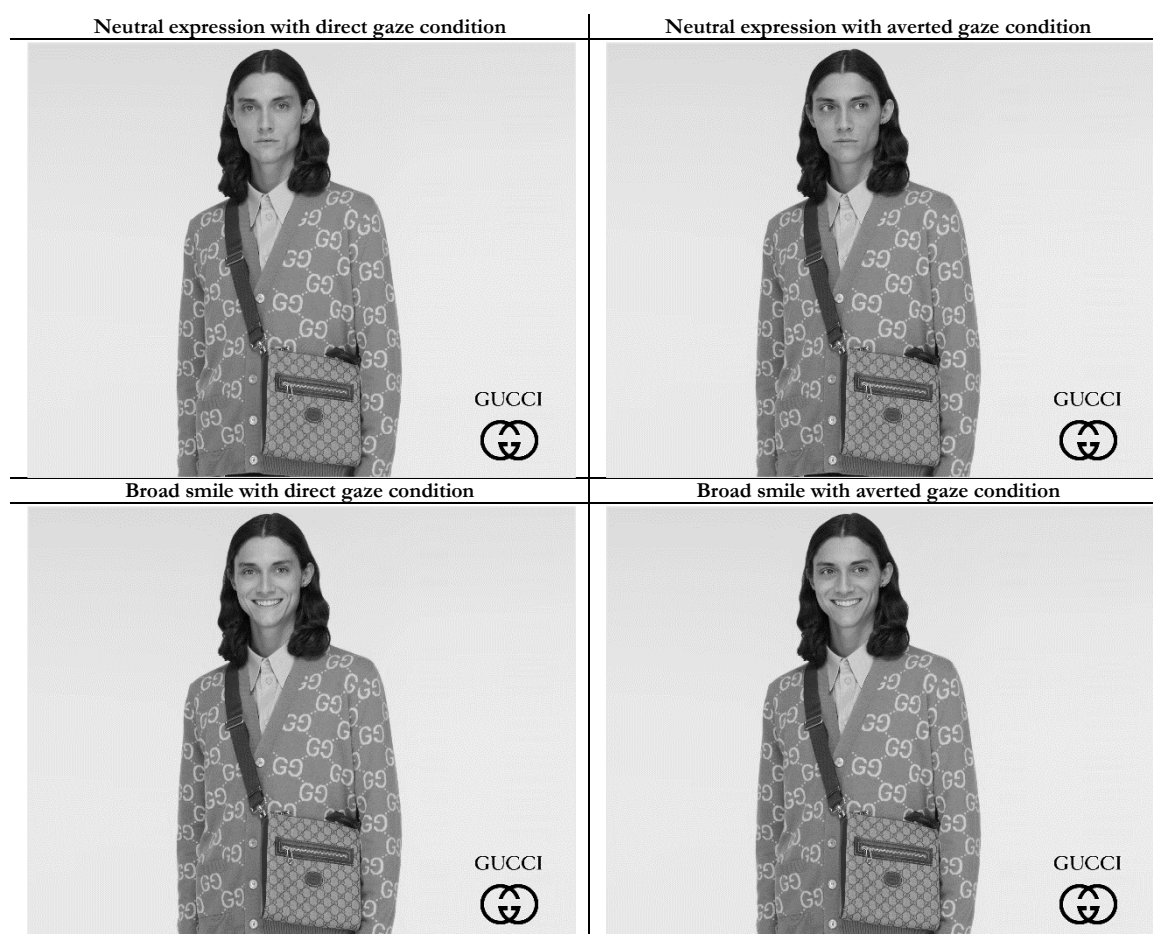 Neutral expression with direct gaze condition
Neutral expression with averted gaze condition
GUCCI
GUCCI
Broad smile with direct gaze condition
Broad smile with averted gaze condition
GUCCI
GUCCI